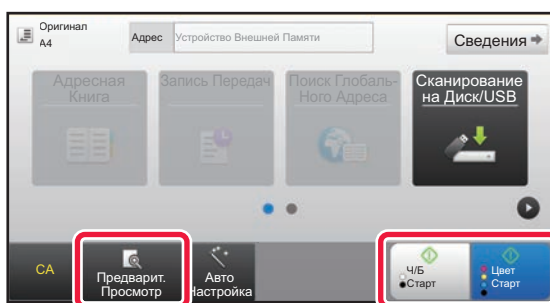 Оригинал
A4
Адрес
Устройство Внешней Памяти
Сведения
Адресная
Книга
Запись Передач
Поиск Глобаль-
Ного Адреса
Сканирование
на Диск/USB
CA
Предварит.
Просмотр
Авто
Настройка
Ч/Б
Старт
Цвет
Старт